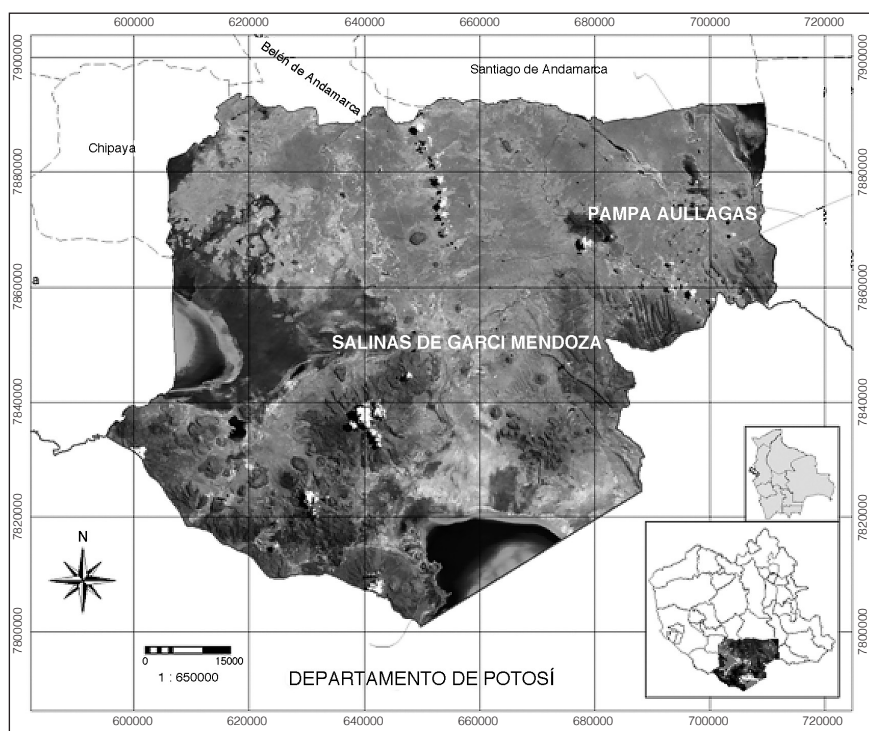 600000 620000 640000 660000 680000 700000 720000
7900000 7900000
Belén de Andamarca
Santiago de Andamarca
Chipaya
7880000 7880000
PAMPA AULLAGAS
a
7860000 7860000
SALINAS DE GARCI MENDOZA
7840000 7840000
7820000 7820000
N
7800000 7800000
0 15000
1 : 650000
DEPARTAMENTO DE POTOSÍ
600000 620000 640000 660000 680000 700000 720000